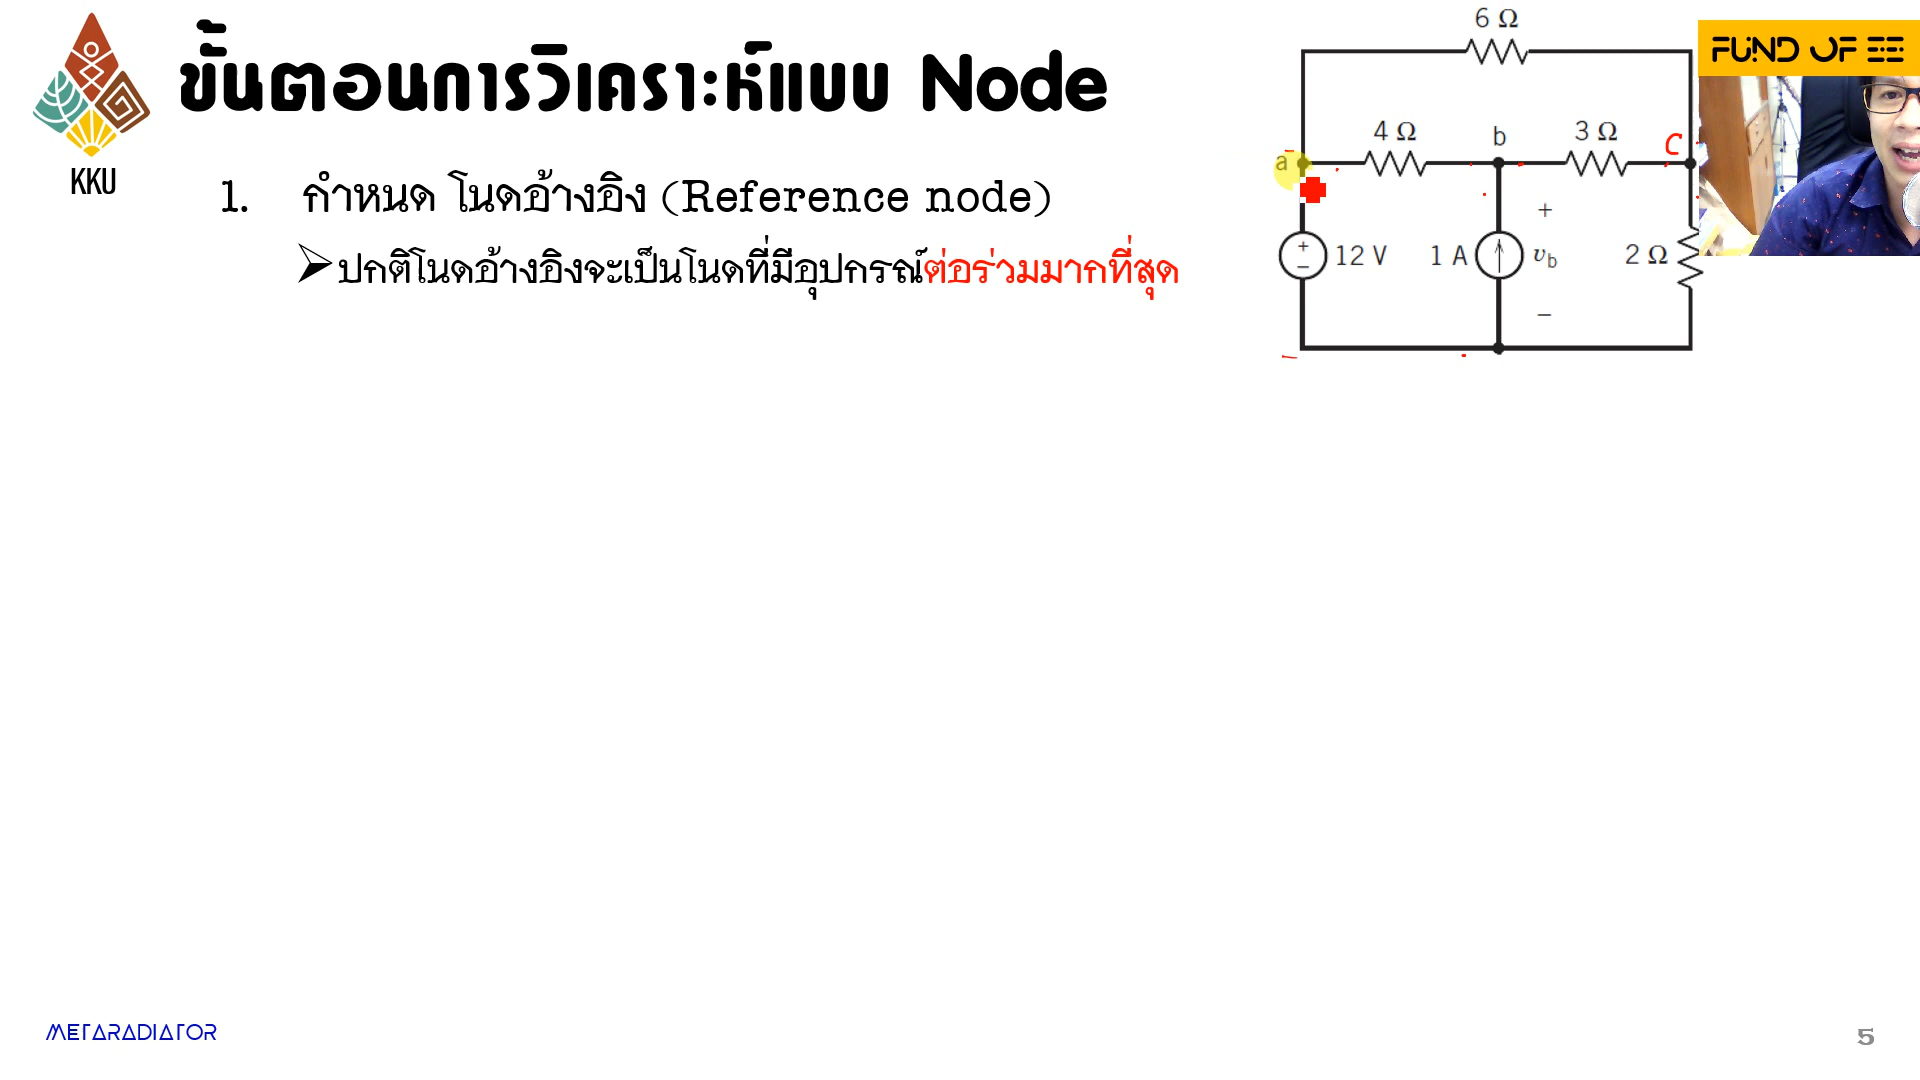 ขั้นตอนการวิเคราะห์แบบ Node
KKU
1. กำหนด โนดอ้างอิง (Reference node)
➢ปกติโนดอ้างอิงจะเป็นโนดที่มีอุปกรณ์ต่อร่วมมากที่สุด
6 Ω
FUND OF EE
4 Ω
b
3 Ω
C
a
+
+
−
12 V
1 A
vb
2 Ω
−
METARADIATOR
5